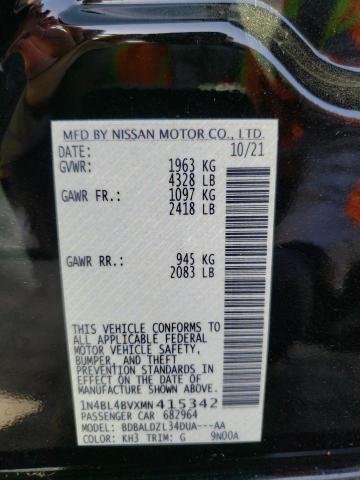 MFD BY NISSAN MOTOR CO., LTD.
DATE: 10/21
GVWR: 1963 KG
4328 LB
GAWR FR.: 1097 KG
2418 LB
GAWR RR.: 945 KG
2083 LB
THIS VEHICLE CONFORMS TO
ALL APPLICABLE FEDERAL
MOTOR VEHICLE SAFETY,
BUMPER, AND THEFT
PREVENTION STANDARDS IN
EFFECT ON THE DATE OF
MANUFACTURE SHOWN ABOVE.
1N4BL4BVXMN415342
PASSENGER CAR 682964
MODEL: BDBALDZL34DUA---AA
COLOR: KH3 TRIM: G 9N00A